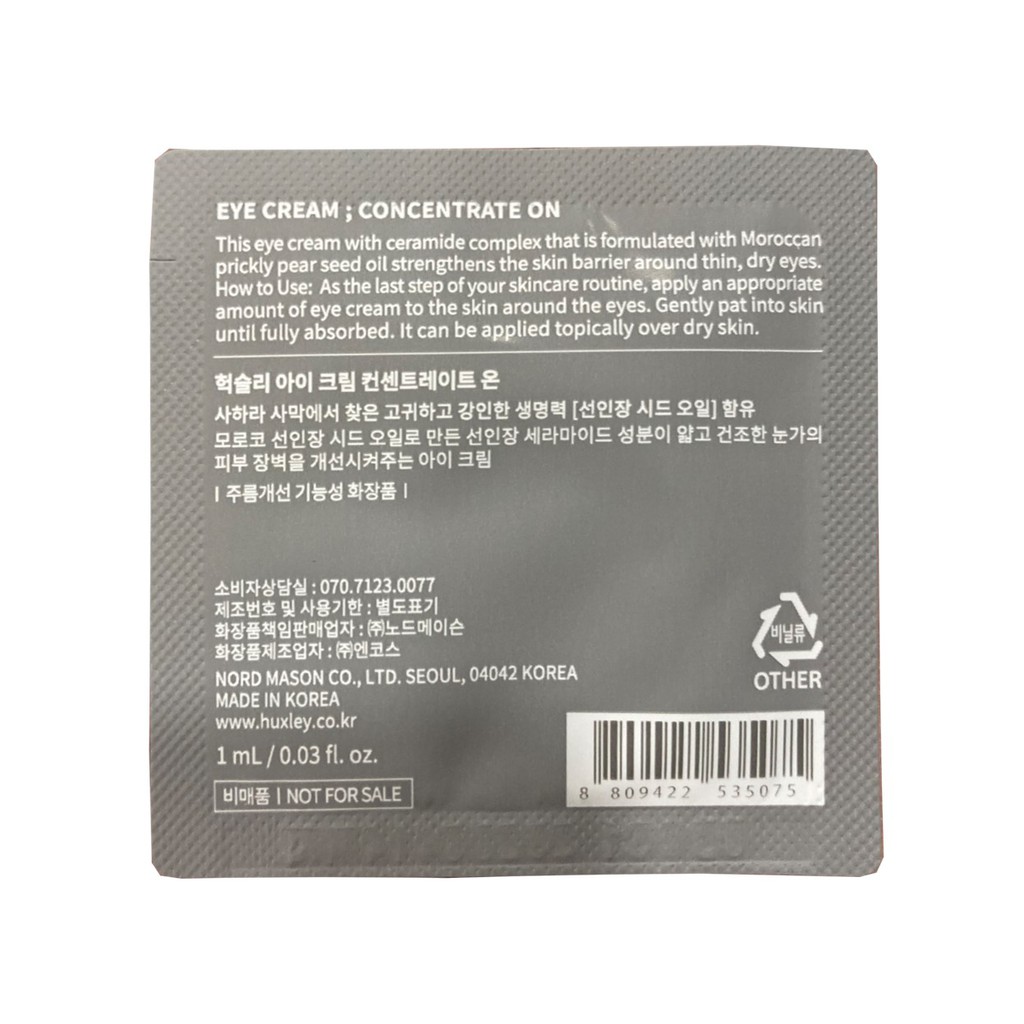 EYE CREAM ; CONCENTRATE ON
This eye cream with ceramide complex that is formulated with Moroccan
prickly pear seed oil strengthens the skin barrier around thin, dry eyes.
How to Use: As the last step of your skincare routine, apply an appropriate
amount of eye cream to the skin around the eyes. Gently pat into skin
until fully absorbed. It can be applied topically over dry skin.
헉슬리 아이 크림 컨센트레이트 온
사하라 사막에서 찾은 고귀하고 강인한 생명력 [선인장 시드 오일] 함유
모로코 선인장 시드 오일로 만든 선인장 세라마이드 성분이 얇고 건조한 눈가의
피부 장벽을 개선시켜주는 아이 크림
| 주름개선 기능성 화장품 |
소비자상담실 : 070.7123.0077
제조번호 및 사용기한 : 별도표기
화장품책임판매업자 : ㈜노드메이슨
화장품제조업자 : ㈜엔코스
NORD MASON CO., LTD. SEOUL, 04042 KOREA
MADE IN KOREA
www.huxley.co.kr
1 mL / 0.03 fl. oz.
비매품 | NOT FOR SALE
비닐류
OTHER
8 809422 535075